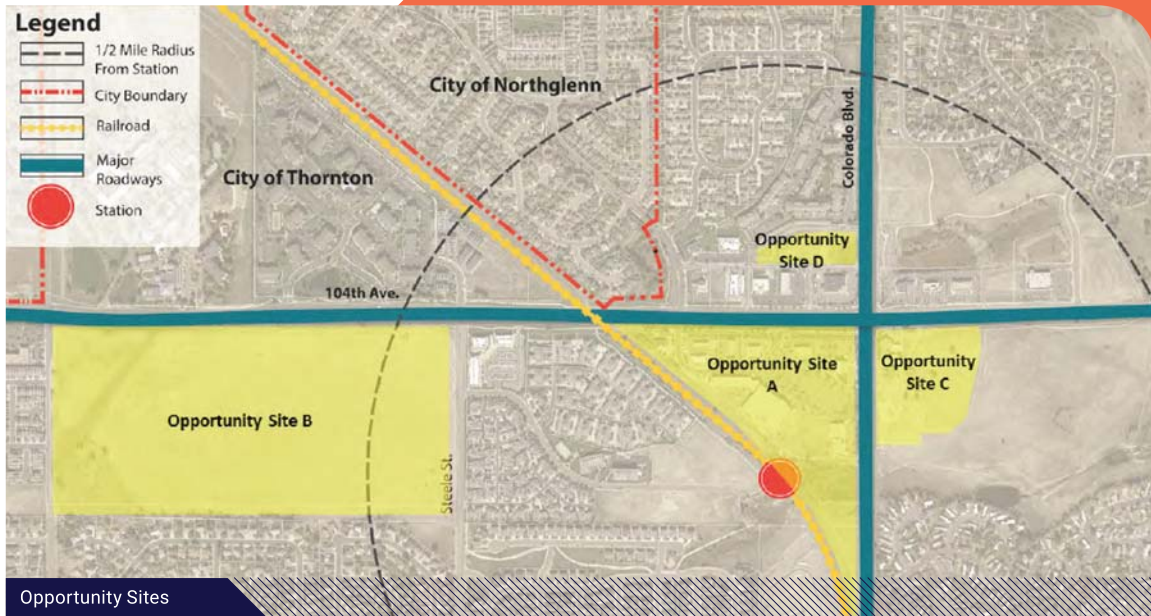 Legend
1/2 Mile Radius
From Station
City Boundary
Railroad
Major
Roadways
Station
City of Northglenn
City of Thornton
Colorado Blvd.
Opportunity
Site D
104th Ave.
Opportunity Site
A
Opportunity
Site C
Opportunity Site B
Steele St.
Opportunity Sites